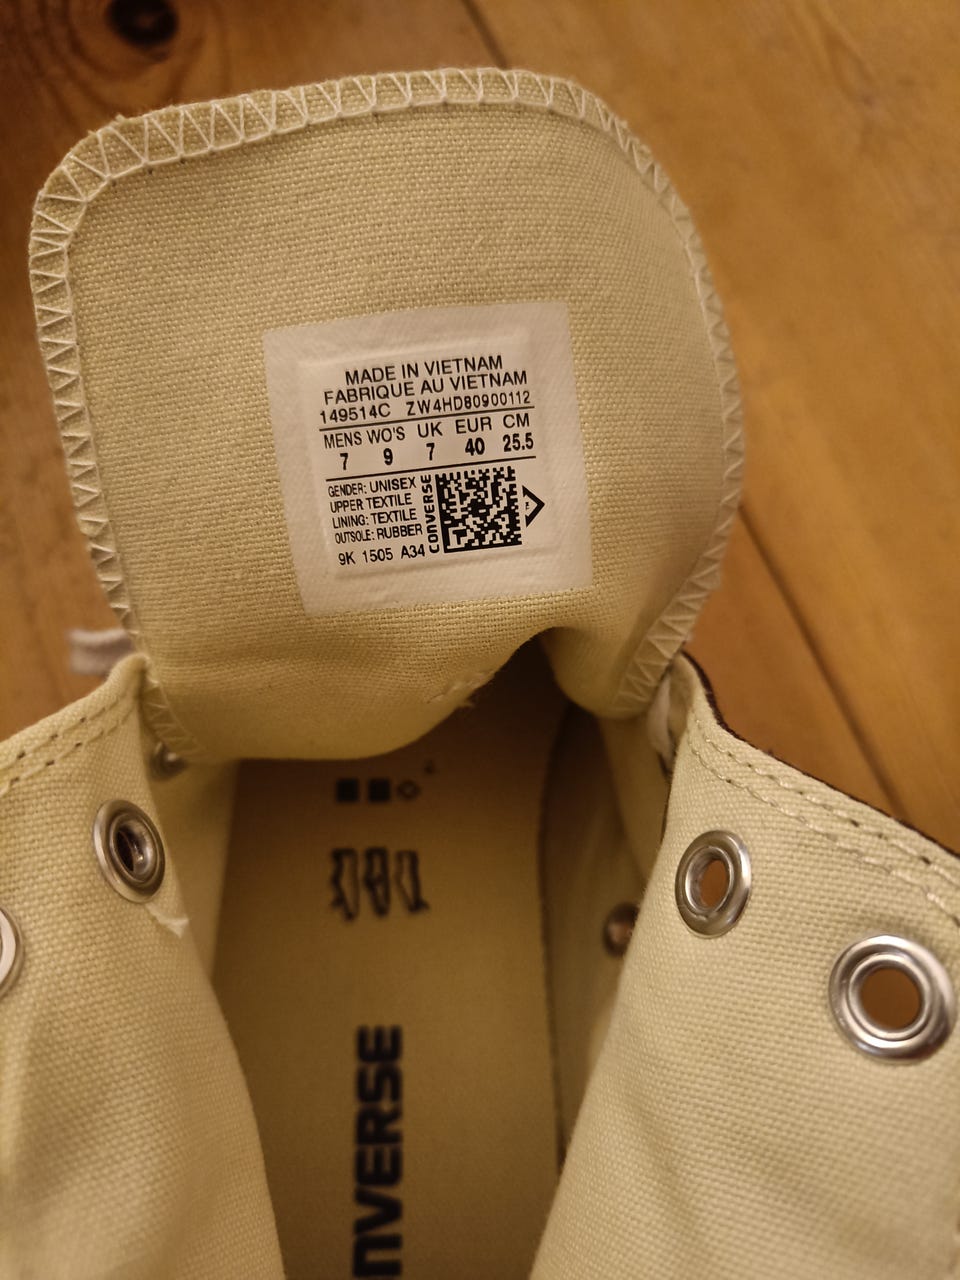 MADE IN VIETNAM
FABRIQUE AU VIETNAM
149514C ZW4HD80900112
MENS WO'S UK EUR CM
7 9 7 40 25.5
GENDER: UNISEX
UPPER TEXTILE
LINING: TEXTILE
OUTSOLE: RUBBER
9K 1505 A34
CONVERSE
NVERSE